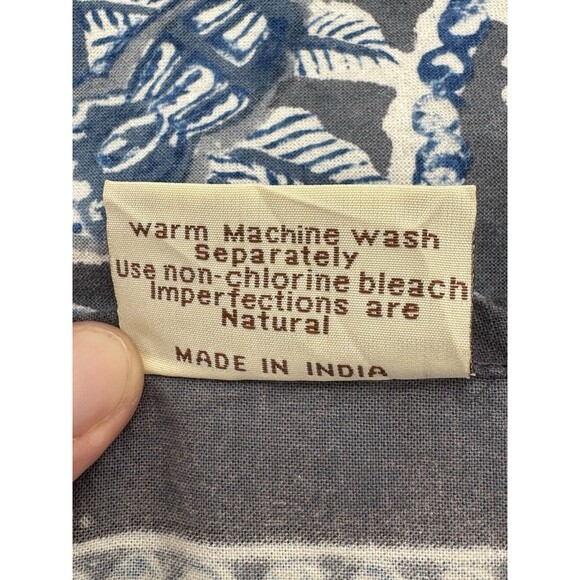 warm Machine wash
Separately
Use non-chlorine bleach
Imperfections are
Natural
MADE IN INDIA